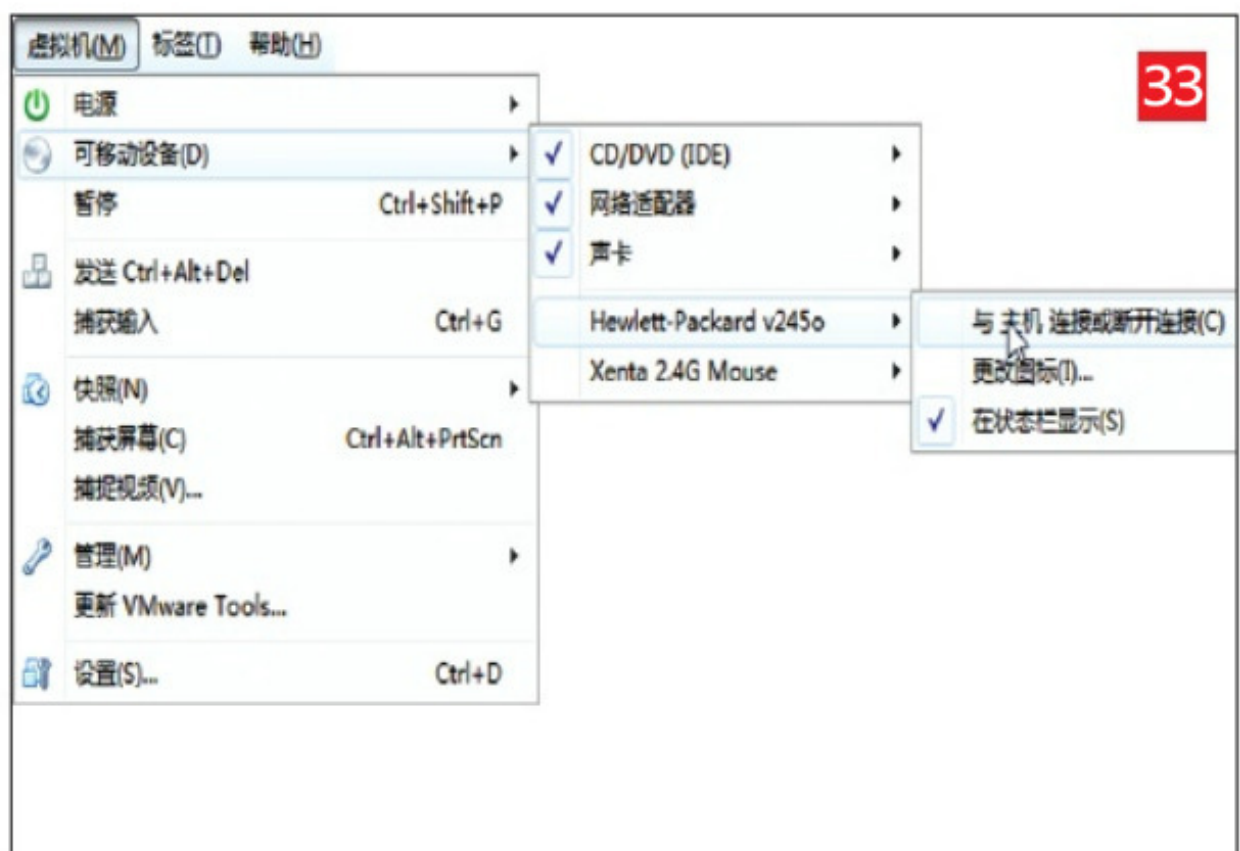 虚拟机(M) 标签(T) 帮助(H)
33
电源
可移动设备(D)
暂停 Ctrl+Shift+P
发送 Ctrl+Alt+Del
捕获输入 Ctrl+G
快照(N)
捕获屏幕(C) Ctrl+Alt+PrtScn
捕捉视频(V)...
管理(M)
更新 VMware Tools...
设置(S)... Ctrl+D
CD/DVD (IDE)
网络适配器
声卡
Hewlett-Packard v245o
Xenta 2.4G Mouse
与 主机 连接或断开连接(C)
更改图标(I)...
在状态栏显示(S)